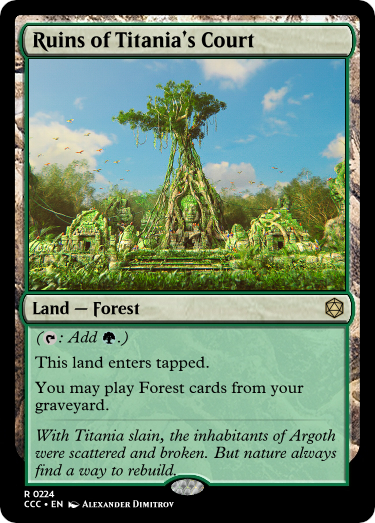 Ruins of Titania's Court
Land — Forest
(: Add .)
This land enters tapped.
You may play Forest cards from your
graveyard.
With Titania slain, the inhabitants of Argoth
were scattered and broken. But nature always
find a way to rebuild.
R 0224
CCC • EN Alexander Dimitrov